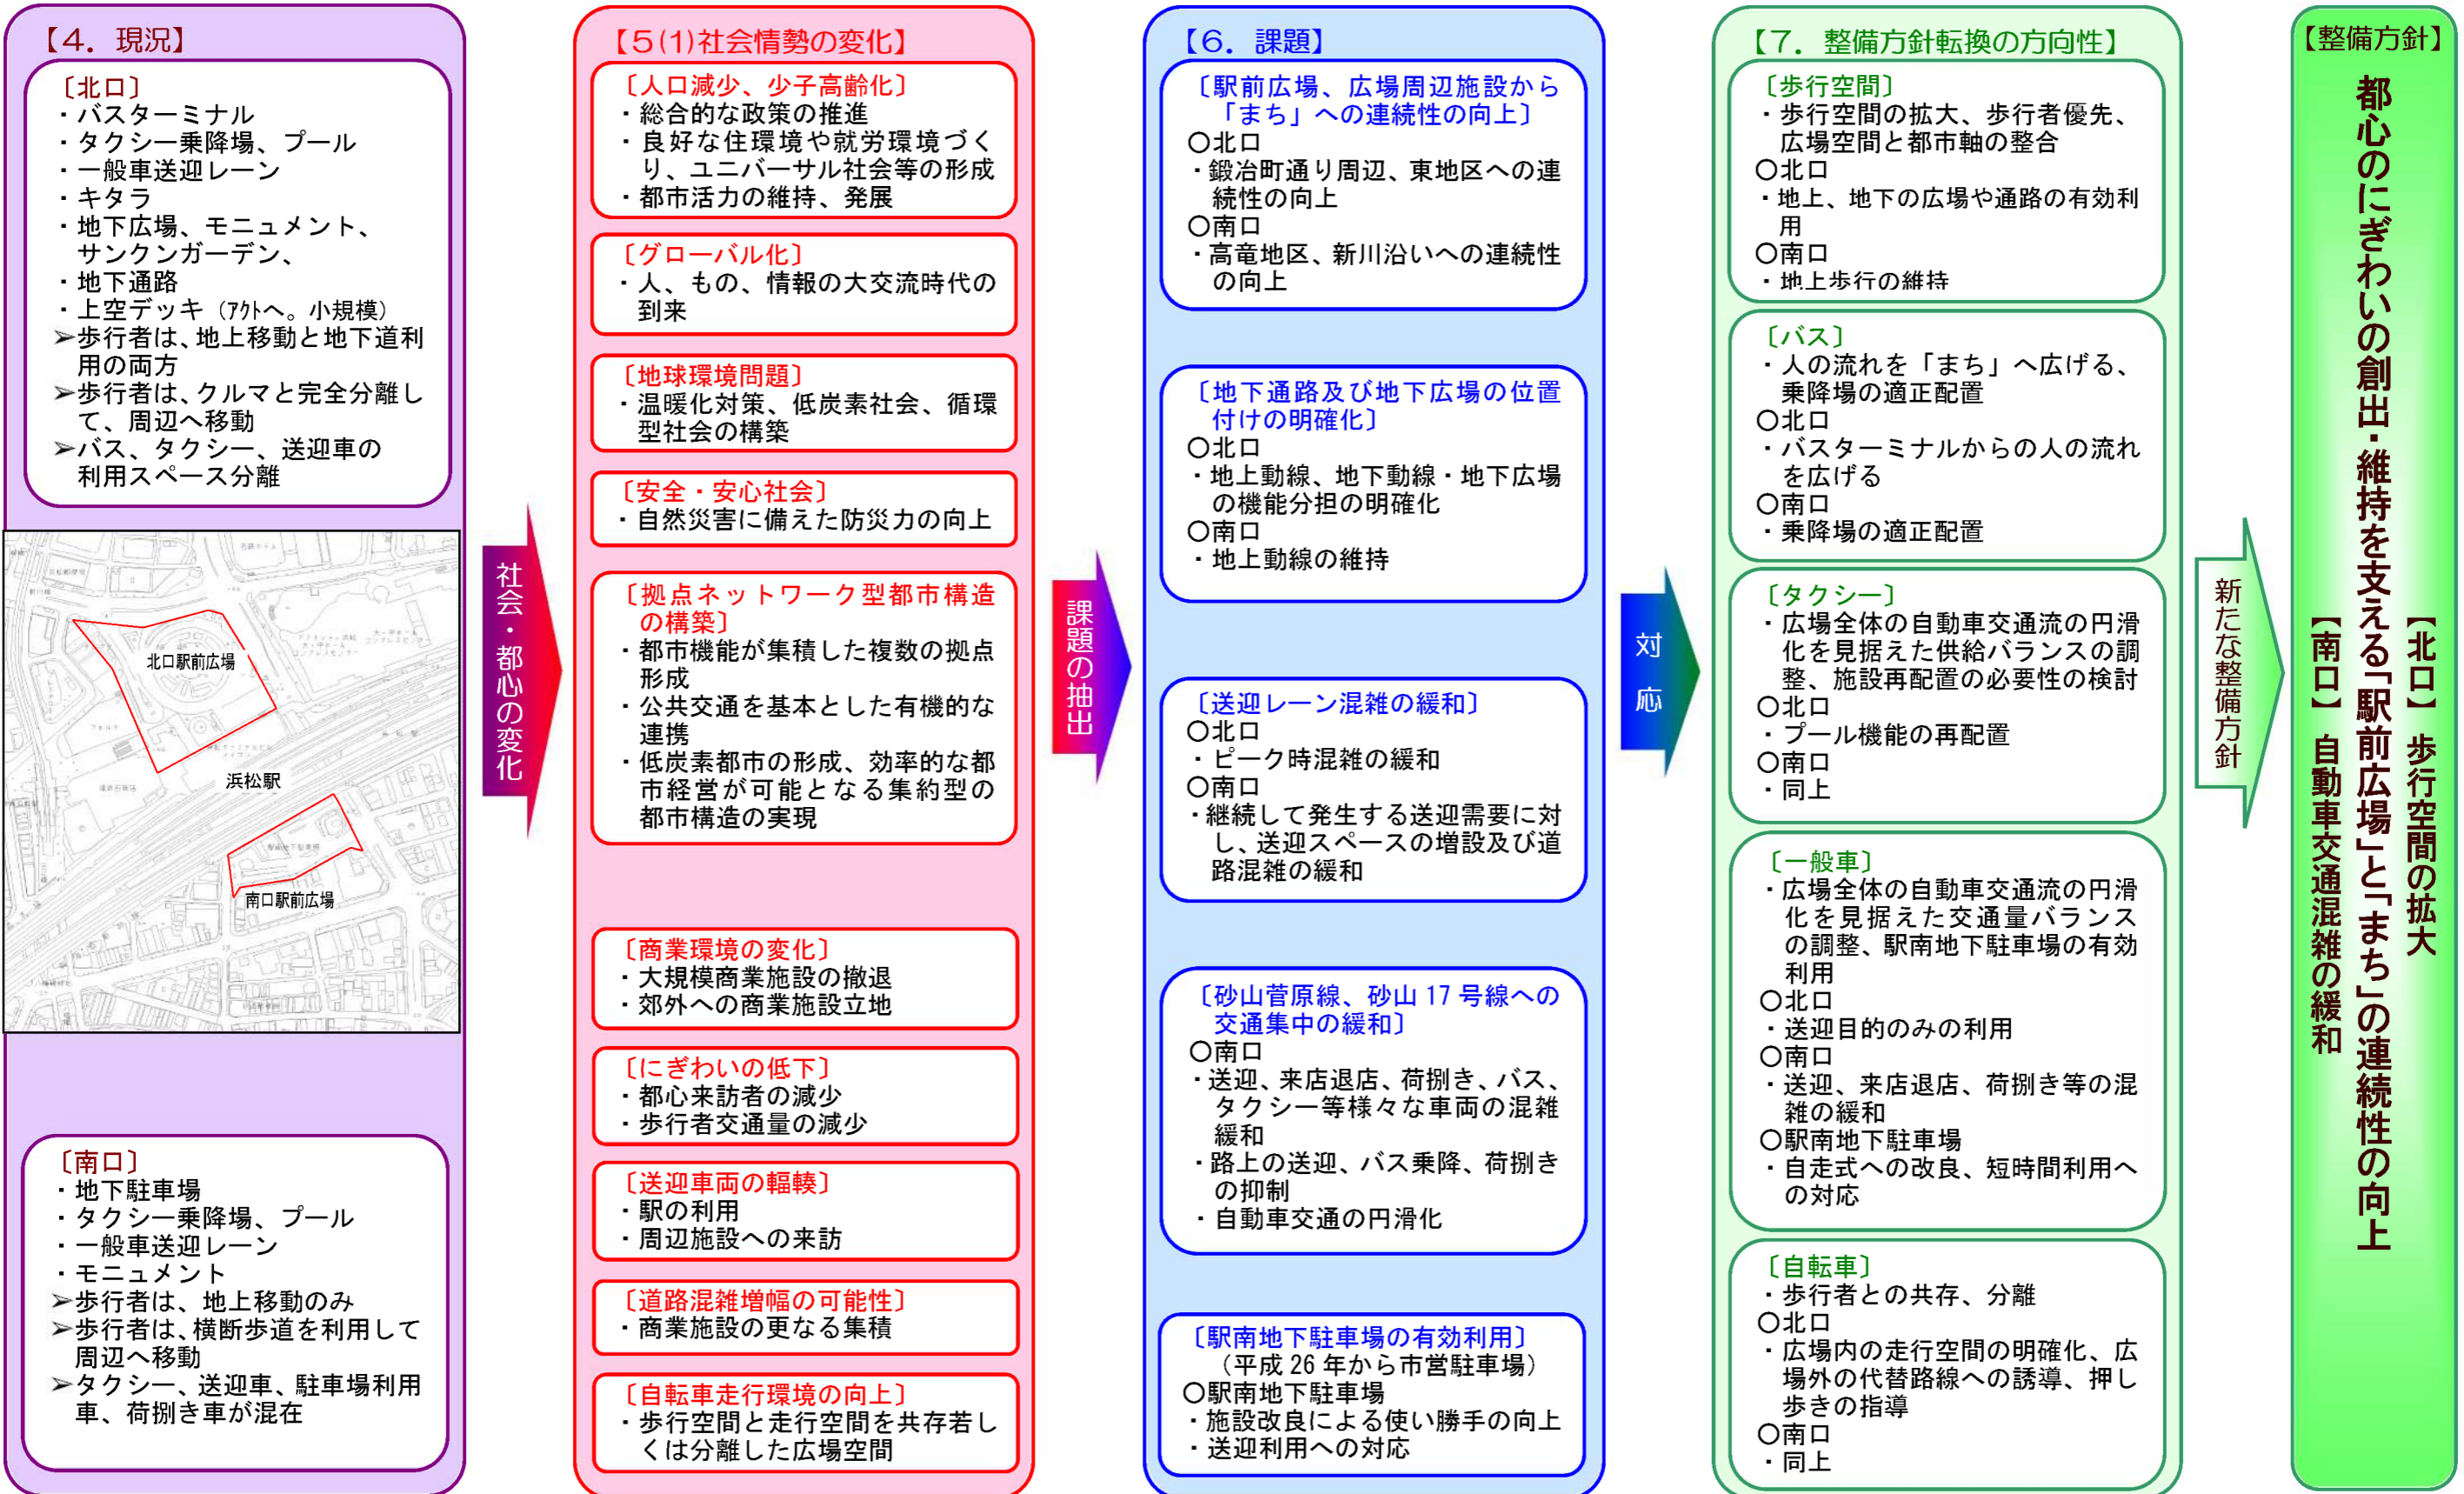 【4．現況】
〔北口〕
・バスターミナル
・タクシー乗降場、プール
・一般車送迎レーン
・キタラ
・地下広場、モニュメント、
サンクンガーデン、
・地下通路
・上空デッキ（ｱｸﾄへ。小規模）
➢歩行者は、地上移動と地下道利
用の両方
➢歩行者は、クルマと完全分離し
て、周辺へ移動
➢バス、タクシー、送迎車の
利用スペース分離
北口駅前広場
浜松駅
南口駅前広場
〔南口〕
・地下駐車場
・タクシー乗降場、プール
・一般車送迎レーン
・モニュメント
➢歩行者は、地上移動のみ
➢歩行者は、横断歩道を利用して
周辺へ移動
➢タクシー、送迎車、駐車場利用
車、荷捌き車が混在
社会・都心の変化
【5(1)社会情勢の変化】
〔人口減少、少子高齢化〕
・総合的な政策の推進
・良好な住環境や就労環境づく
り、ユニバーサル社会等の形成
・都市活力の維持、発展
〔グローバル化〕
・人、もの、情報の大交流時代の
到来
〔地球環境問題〕
・温暖化対策、低炭素社会、循環
型社会の構築
〔安全・安心社会〕
・自然災害に備えた防災力の向上
〔拠点ネットワーク型都市構造
の構築〕
・都市機能が集積した複数の拠点
形成
・公共交通を基本とした有機的な
連携
・低炭素都市の形成、効率的な都
市経営が可能となる集約型の
都市構造の実現
〔商業環境の変化〕
・大規模商業施設の撤退
・郊外への商業施設立地
〔にぎわいの低下〕
・都心来訪者の減少
・歩行者交通量の減少
〔送迎車両の輻輳〕
・駅の利用
・周辺施設への来訪
〔道路混雑増幅の可能性〕
・商業施設の更なる集積
〔自転車走行環境の向上〕
・歩行空間と走行空間を共存若し
くは分離した広場空間
課題の抽出
【6．課題】
〔駅前広場、広場周辺施設から
「まち」への連続性の向上〕
○北口
・鍛冶町通り周辺、東地区への連
続性の向上
○南口
・高竜地区、新川沿いへの連続性
の向上
〔地下通路及び地下広場の位置
付けの明確化〕
○北口
・地上動線、地下動線・地下広場
の機能分担の明確化
○南口
・地上動線の維持
〔送迎レーン混雑の緩和〕
○北口
・ピーク時混雑の緩和
○南口
・継続して発生する送迎需要に対
し、送迎スペースの増設及び道
路混雑の緩和
〔砂山菅原線、砂山 17 号線への
交通集中の緩和〕
○南口
・送迎、来店退店、荷捌き、バス、
タクシー等様々な車両の混雑
緩和
・路上の送迎、バス乗降、荷捌き
の抑制
・自動車交通の円滑化
〔駅南地下駐車場の有効利用〕
（平成 26 年から市営駐車場）
○駅南地下駐車場
・施設改良による使い勝手の向上
・送迎利用への対応
対応
【7．整備方針転換の方向性】
〔歩行空間〕
・歩行空間の拡大、歩行者優先、
広場空間と都市軸の整合
○北口
・地上、地下の広場や通路の有効利
用
○南口
・地上歩行の維持
〔バス〕
・人の流れを「まち」へ広げる、
乗降場の適正配置
○北口
・バスターミナルからの人の流れ
を広げる
○南口
・乗降場の適正配置
〔タクシー〕
・広場全体の自動車交通流の円滑
化を見据えた供給バランスの調
整、施設再配置の必要性の検討
○北口
・プール機能の再配置
○南口
・同上
〔一般車〕
・広場全体の自動車交通流の円滑
化を見据えた交通量バランス
の調整、駅南地下駐車場の有効
利用
○北口
・送迎目的のみの利用
○南口
・送迎、来店退店、荷捌き等の混
雑の緩和
○駅南地下駐車場
・自走式への改良、短時間利用へ
の対応
〔自転車〕
・歩行者との共存、分離
○北口
・広場内の走行空間の明確化、広
場外の代替路線への誘導、押し
歩きの指導
○南口
・同上
新たな整備方針
【整備方針】
都心のにぎわいの創出・維持を支える「駅前広場」と「まち」の連続性の向上
【北口】歩行空間の拡大
【南口】自動車交通混雑の緩和